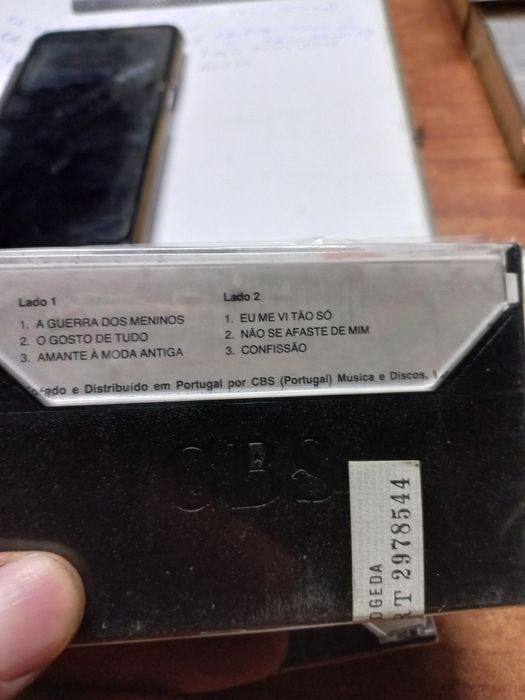 Lado 1
1. A GUERRA DOS MENINOS
2. O GOSTO DE TUDO
3. AMANTE À MODA ANTIGA
Lado 2
1. EU ME VI TÃO SÓ
2. NÃO SE AFASTE DE MIM
3. CONFISSÃO
e Distribuído em Portugal por CBS (Portugal) Música e Discos,
CBS
DGEDA
RT 2978544